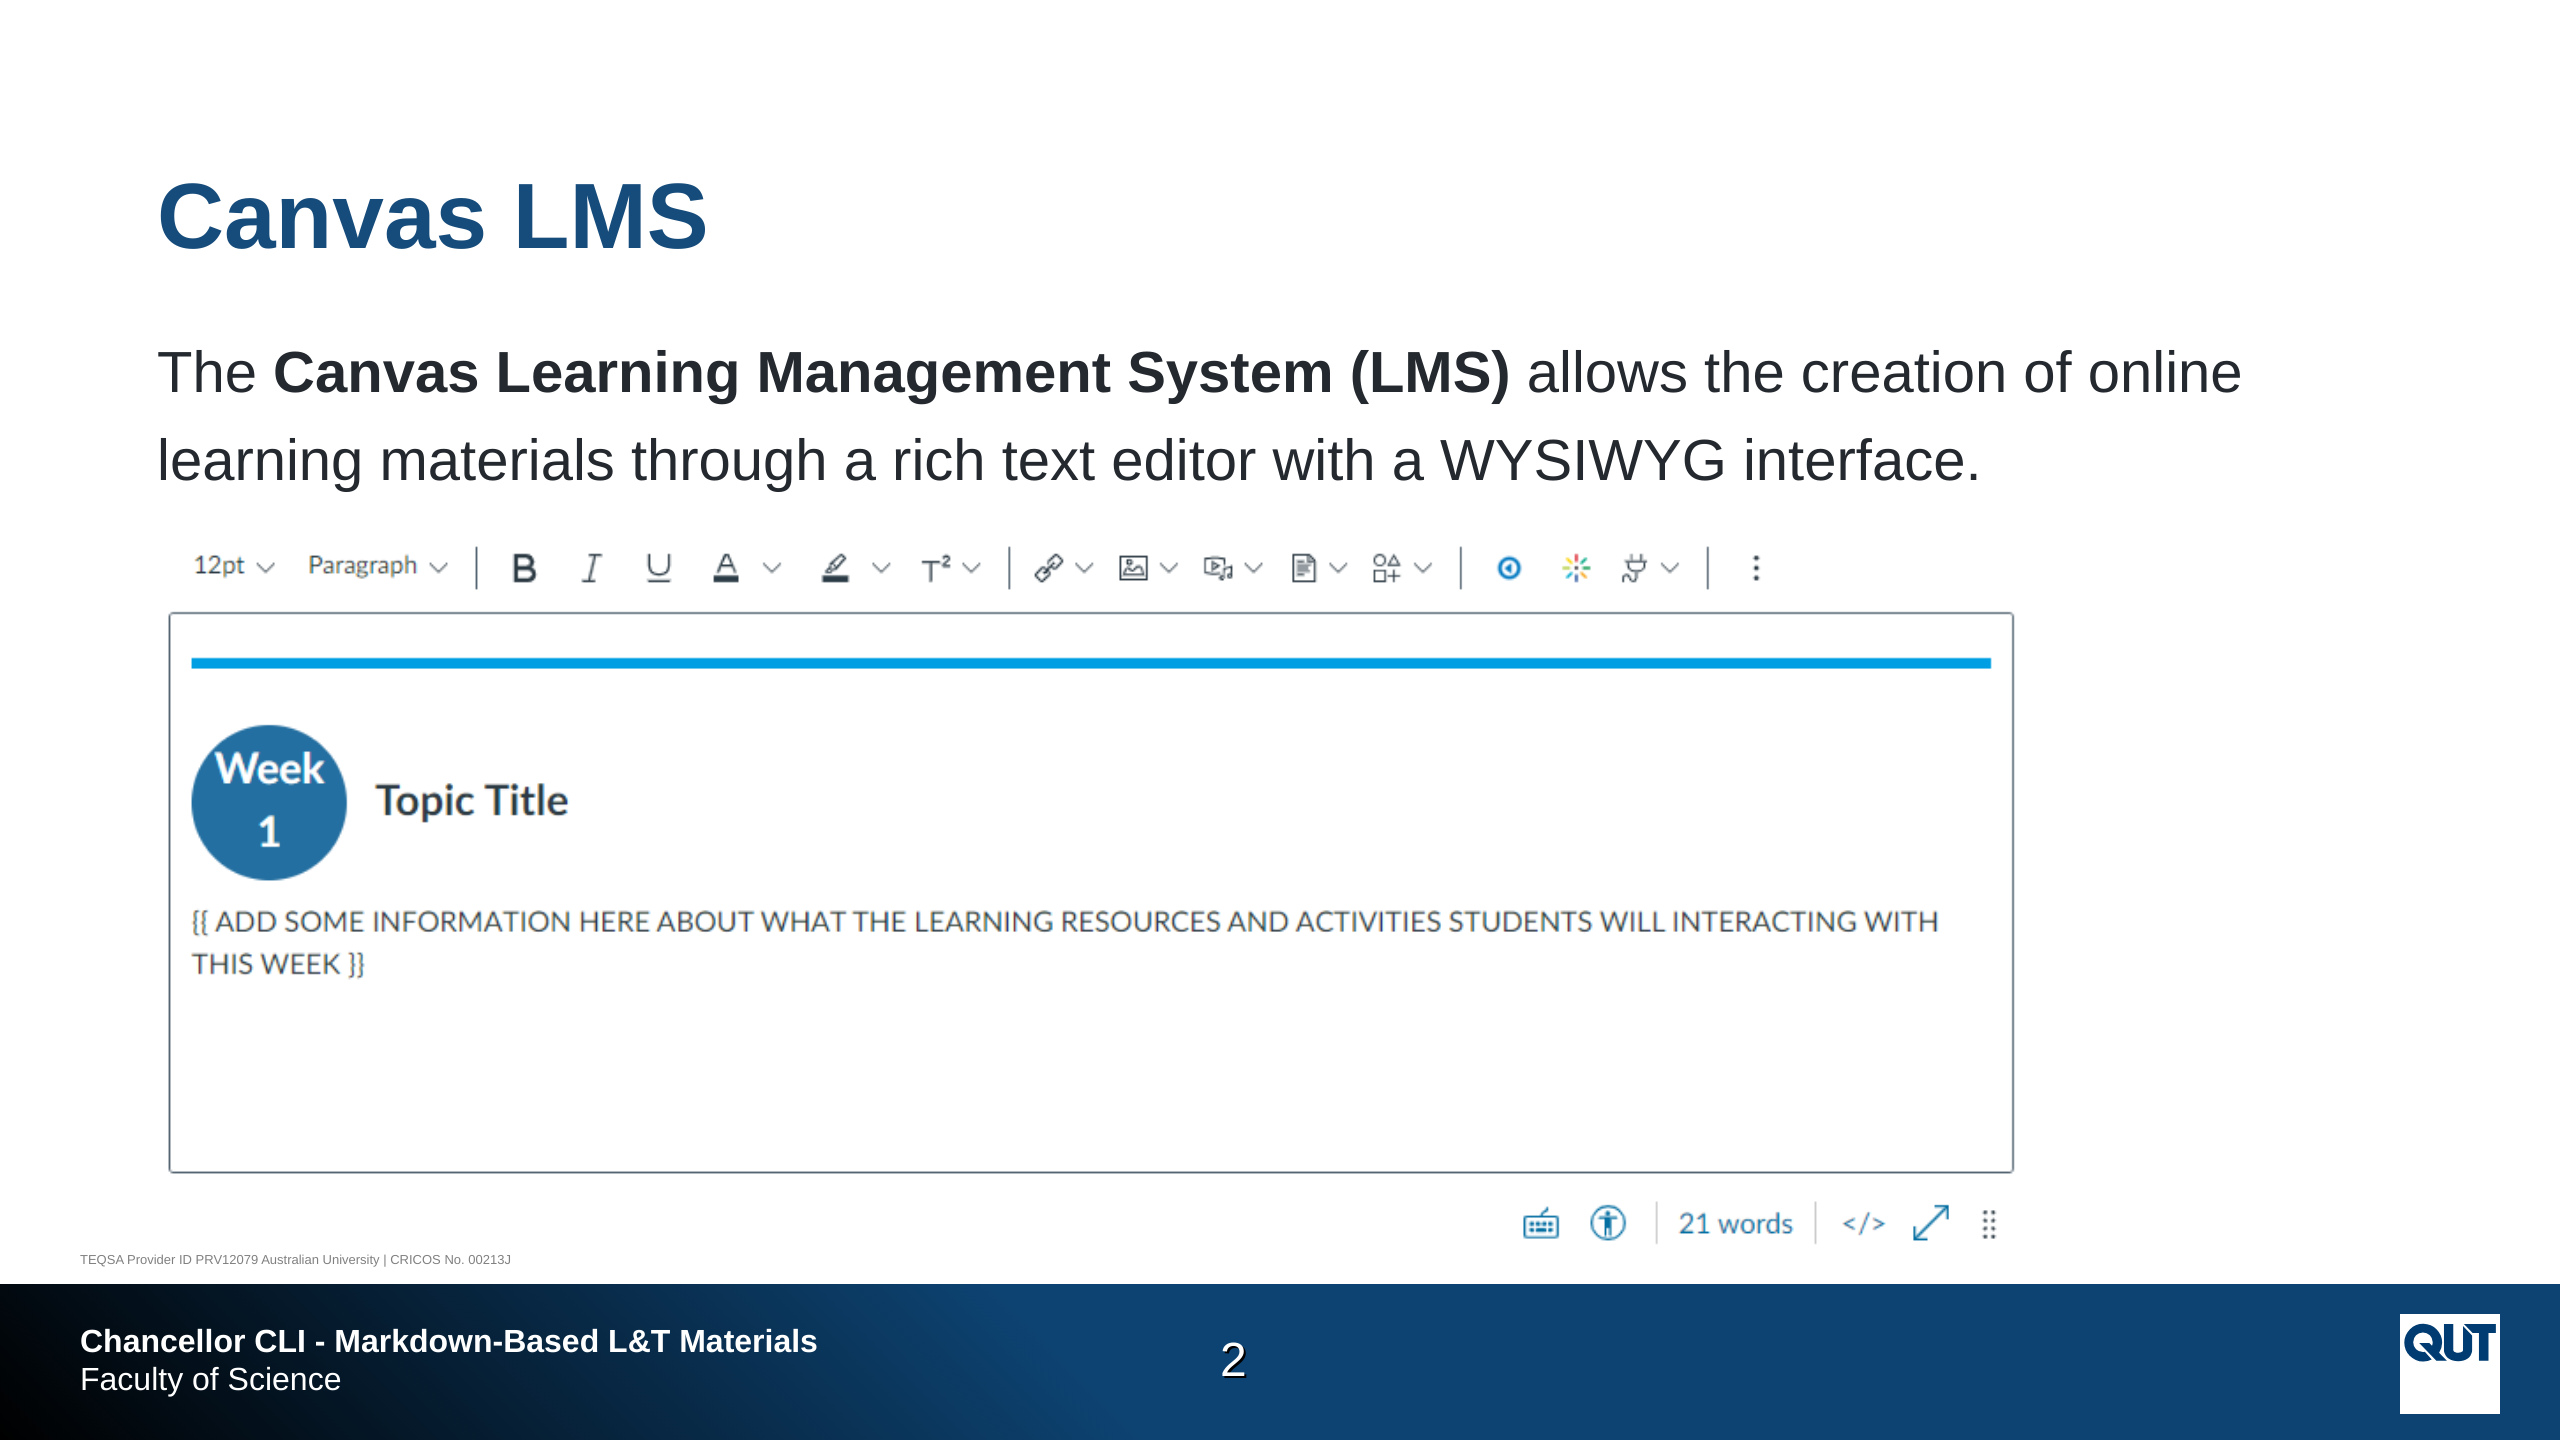 Canvas LMS
The Canvas Learning Management System (LMS) allows the creation of online
learning materials through a rich text editor with a WYSIWYG interface.
12pt Paragraph B I U A T²
Week
1
Topic Title
{{ ADD SOME INFORMATION HERE ABOUT WHAT THE LEARNING RESOURCES AND ACTIVITIES STUDENTS WILL INTERACTING WITH
THIS WEEK }}
21 words </>
TEQSA Provider ID PRV12079 Australian University | CRICOS No. 00213J
Chancellor CLI - Markdown-Based L&T Materials
Faculty of Science
2
QUT